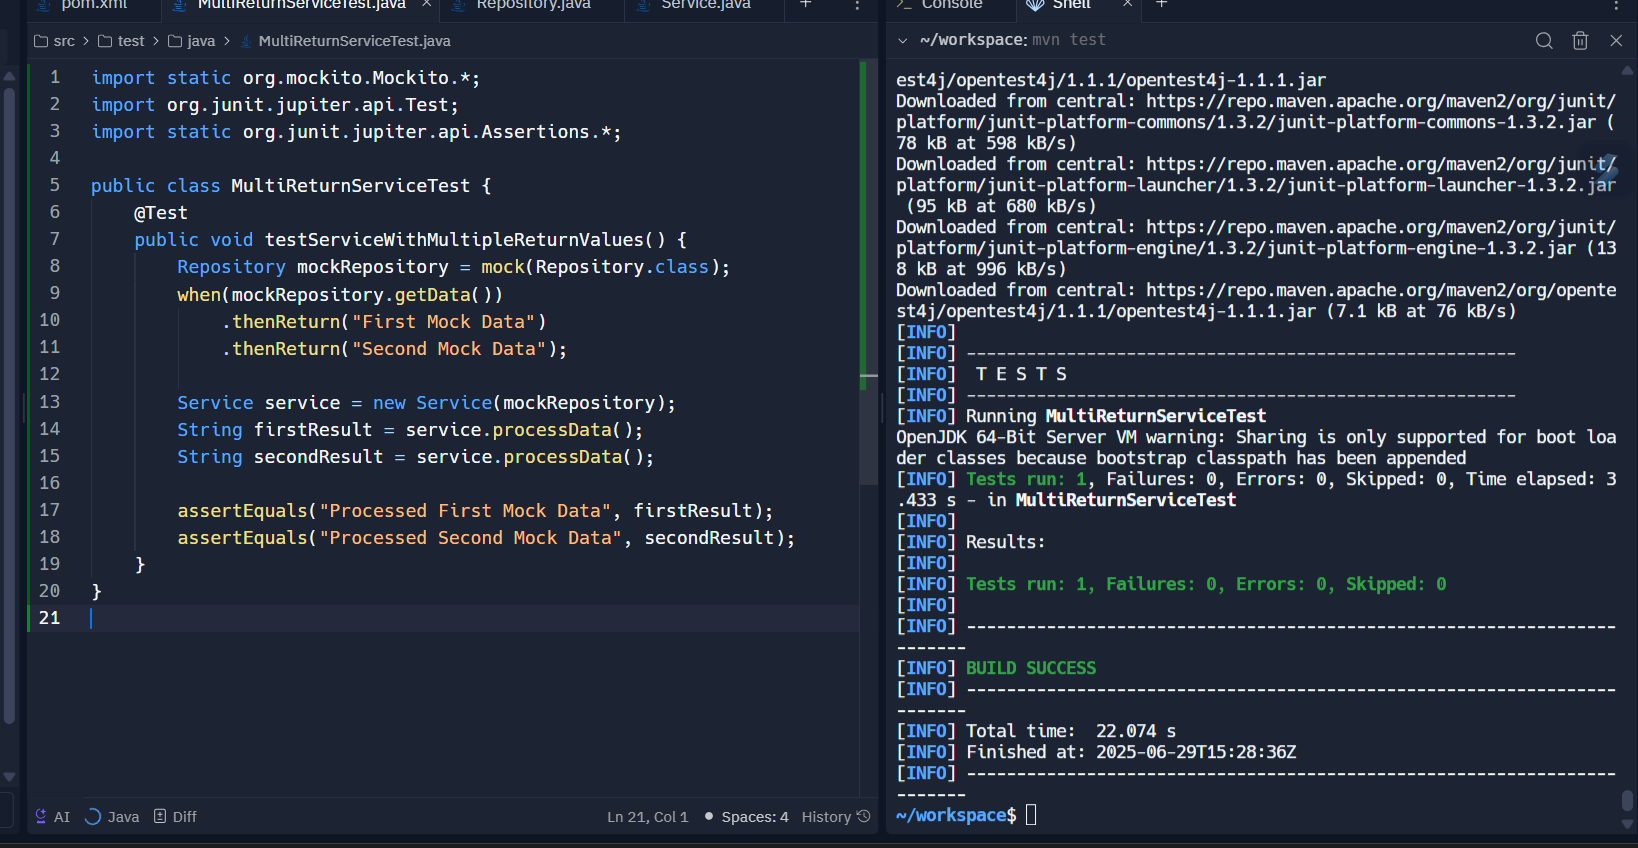 pom.xml
MultiReturnServiceTest.java ×
Repository.java
Service.java
+
Console
Shell ×
+
src > test > java > MultiReturnServiceTest.java
1 import static org.mockito.Mockito.*;
2 import org.junit.jupiter.api.Test;
3 import static org.junit.jupiter.api.Assertions.*;
4
5 public class MultiReturnServiceTest {
6     @Test
7     public void testServiceWithMultipleReturnValues() {
8         Repository mockRepository = mock(Repository.class);
9         when(mockRepository.getData())
10             .thenReturn("First Mock Data")
11             .thenReturn("Second Mock Data");
12
13         Service service = new Service(mockRepository);
14         String firstResult = service.processData();
15         String secondResult = service.processData();
16
17         assertEquals("Processed First Mock Data", firstResult);
18         assertEquals("Processed Second Mock Data", secondResult);
19     }
20 }
21
AI Java Diff
Ln 21, Col 1 • Spaces: 4 History
~/workspace: mvn test
est4j/opentest4j/1.1.1/opentest4j-1.1.1.jar
Downloaded from central: https://repo.maven.apache.org/maven2/org/junit/
platform/junit-platform-commons/1.3.2/junit-platform-commons-1.3.2.jar (
78 kB at 598 kB/s)
Downloaded from central: https://repo.maven.apache.org/maven2/org/junit/
platform/junit-platform-launcher/1.3.2/junit-platform-launcher-1.3.2.jar
(95 kB at 680 kB/s)
Downloaded from central: https://repo.maven.apache.org/maven2/org/junit/
platform/junit-platform-engine/1.3.2/junit-platform-engine-1.3.2.jar (13
8 kB at 996 kB/s)
Downloaded from central: https://repo.maven.apache.org/maven2/org/opente
st4j/opentest4j/1.1.1/opentest4j-1.1.1.jar (7.1 kB at 76 kB/s)
[INFO]
[INFO] -------------------------------------------------------
[INFO]  T E S T S
[INFO] -------------------------------------------------------
[INFO] Running MultiReturnServiceTest
OpenJDK 64-Bit Server VM warning: Sharing is only supported for boot loa
der classes because bootstrap classpath has been appended
[INFO] Tests run: 1, Failures: 0, Errors: 0, Skipped: 0, Time elapsed: 3
.433 s - in MultiReturnServiceTest
[INFO]
[INFO] Results:
[INFO]
[INFO] Tests run: 1, Failures: 0, Errors: 0, Skipped: 0
[INFO]
[INFO] -----------------------------------------------------------------
-------
[INFO] BUILD SUCCESS
[INFO] -----------------------------------------------------------------
-------
[INFO] Total time:  22.074 s
[INFO] Finished at: 2025-06-29T15:28:36Z
[INFO] -----------------------------------------------------------------
-------
~/workspace$